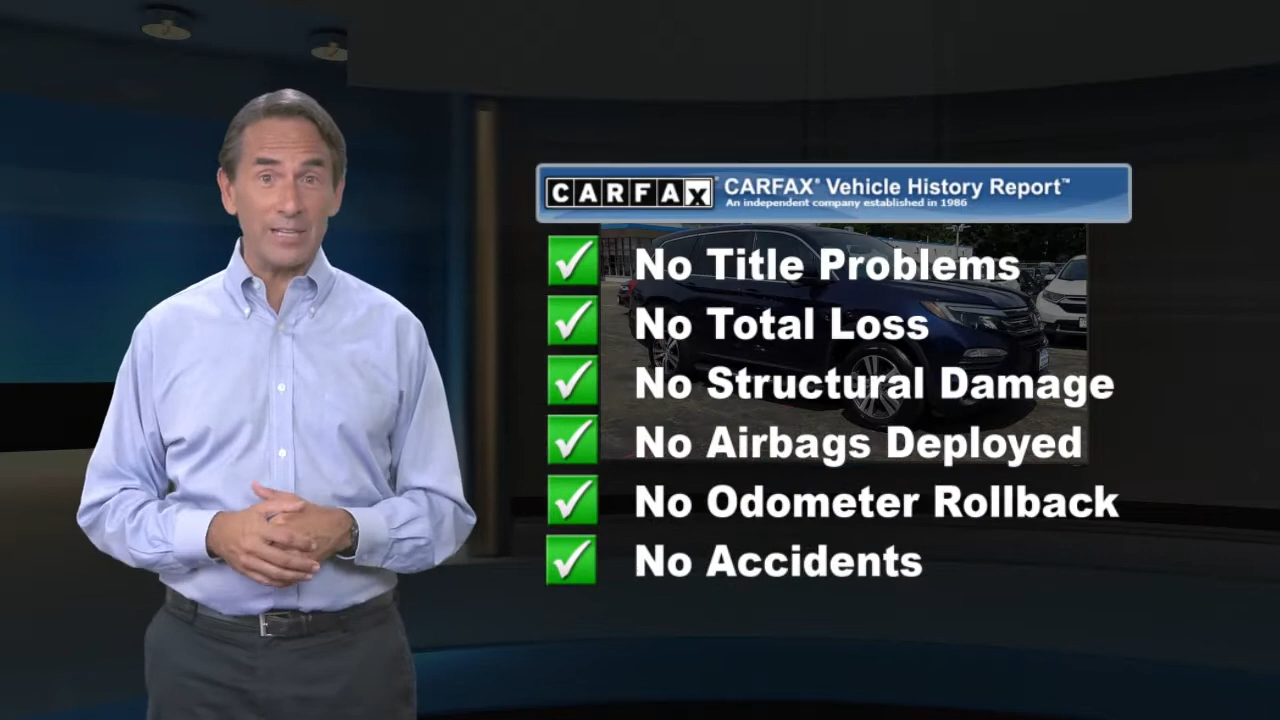 CARFAX® CARFAX® Vehicle History Report™
An independent company established in 1986
No Title Problems
No Total Loss
No Structural Damage
No Airbags Deployed
No Odometer Rollback
No Accidents